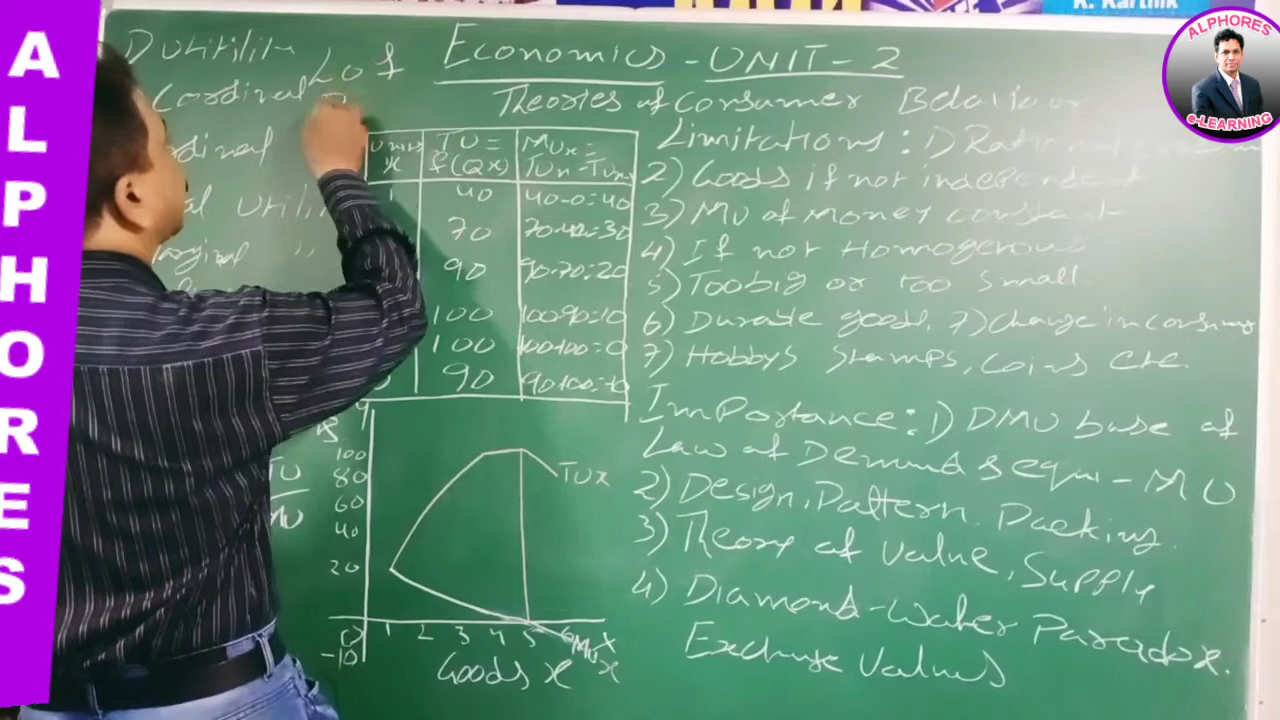 ALPHORES
K. Karthik
ALPHORES
e-LEARNING
Economics - UNIT - 2
Theories of Consumer
1) Utility
Cardinal
Utili
Units x
TU = f(Qx)
MUx = TUn - TUn-1
40
40-0=40
70
70-40=30
90
90-70=20
100
100-90=10
100
100-100=0
90
90-100=-10
Limitations : 1) Rational
2) Goods if not independent
3) MU of money constant
4) If not Homogenous
5) Too big or too small
6) Durable goods, 7) Change in consum
7) Hobbys Stamps, Coins etc.
Importance : 1) DMU base of
Law of Demand & equi - MU
2) Design, Pattern, Packing.
3) Theory of Value, Supply
4) Diamond - Water Paradox.
Exchange Values
y
100
80
60
40
20
0
-10
TU
MU
TUx
1 2 3 4 5 6 x
MUx
Goods x